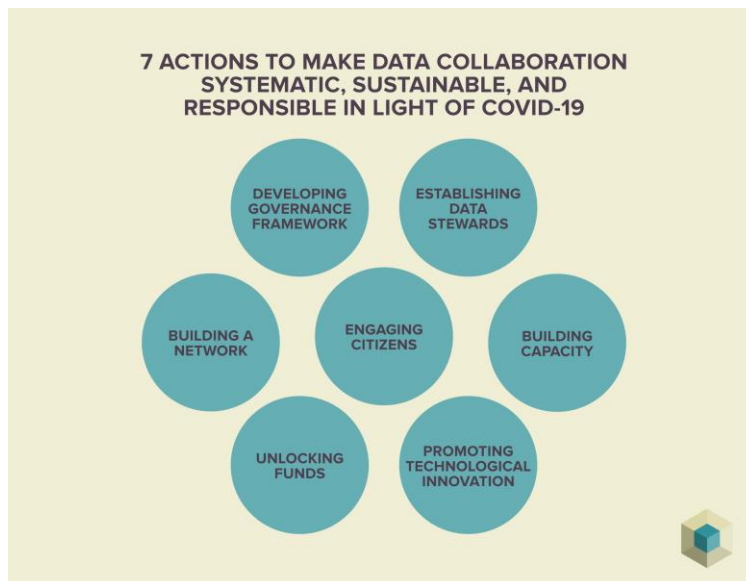 7 ACTIONS TO MAKE DATA COLLABORATION
SYSTEMATIC, SUSTAINABLE, AND
RESPONSIBLE IN LIGHT OF COVID-19
DEVELOPING
GOVERNANCE
FRAMEWORK
ESTABLISHING
DATA
STEWARDS
BUILDING A
NETWORK
ENGAGING
CITIZENS
BUILDING
CAPACITY
UNLOCKING
FUNDS
PROMOTING
TECHNOLOGICAL
INNOVATION